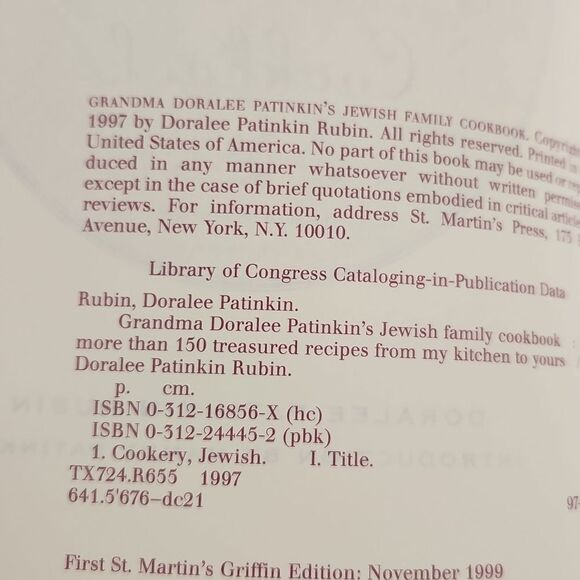 GRANDMA DORALEE PATINKIN'S JEWISH FAMILY COOKBOOK. Copyright
1997 by Doralee Patinkin Rubin. All rights reserved. Printed in
United States of America. No part of this book may be used or
duced in any manner whatsoever without written
except in the case of brief quotations embodied in critical
reviews. For information, address St. Martin's Press, 175
Avenue, New York, N.Y. 10010.
Library of Congress Cataloging-in-Publication Data
Rubin, Doralee Patinkin.
Grandma Doralee Patinkin's Jewish family cookbook :
more than 150 treasured recipes from my kitchen to yours /
Doralee Patinkin Rubin.
p. cm.
ISBN 0-312-16856-X (hc)
ISBN 0-312-24445-2 (pbk)
1. Cookery, Jewish. I. Title.
TX724.R655 1997
641.5'676–dc21
97-
First St. Martin's Griffin Edition: November 1999